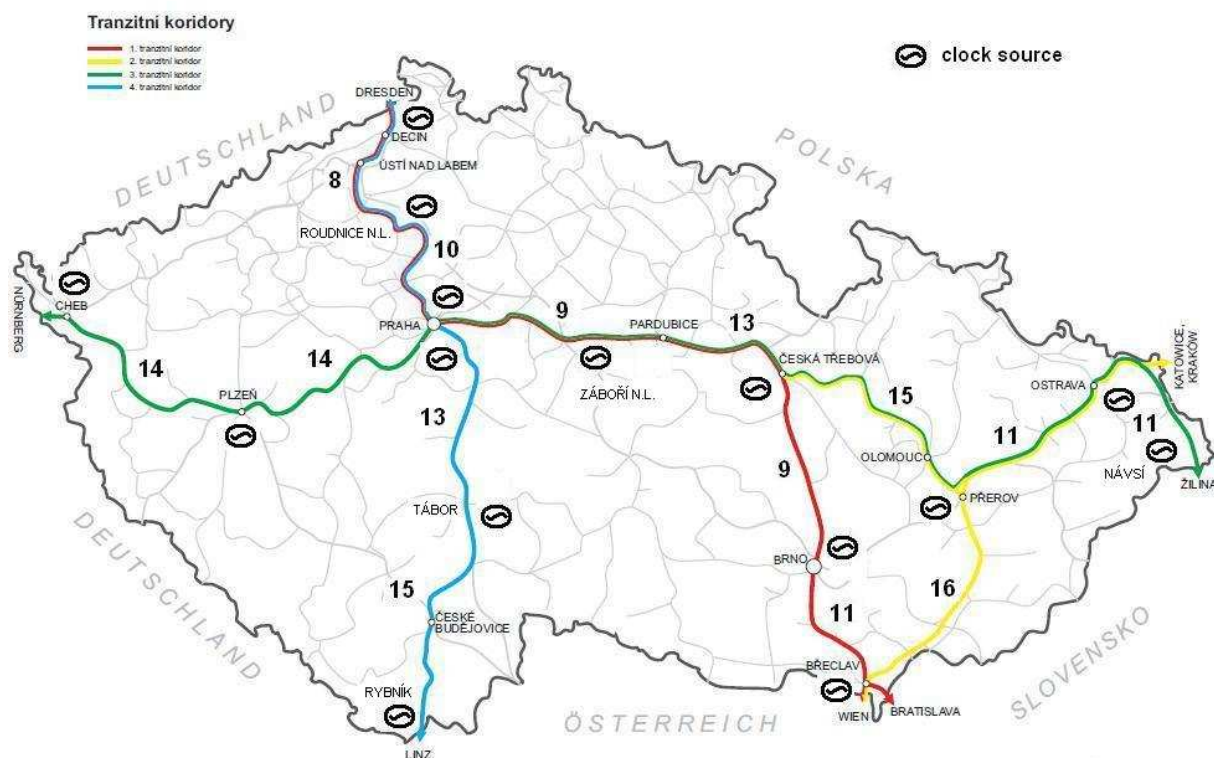 Tranzitní koridory
1. tranzitní koridor
2. tranzitní koridor
3. tranzitní koridor
4. tranzitní koridor
clock source
DEUTSCHLAND
DRESDEN
DECIN
ÚSTÍ NAD LABEM
8
POLSKA
ROUDNICE N.L.
10
NÜRNBERG
CHEB
PRAHA
9
PARDUBICE
13
ČESKÁ TŘEBOVÁ
KATOWICE,
KRAKÓW
14
14
PLZEŇ
ZÁBOŘÍ N.L.
15
OSTRAVA
11
11
13
9
OLOMOUC
NÁVSÍ
ŽILINA
PŘEROV
TÁBOR
DEUTSCHLAND
15
BRNO
16
11
ČESKÉ
BUDĚJOVICE
SLOVENSKO
BŘECLAV
RYBNÍK
ÖSTERREICH
WIEN
BRATISLAVA
LINZ